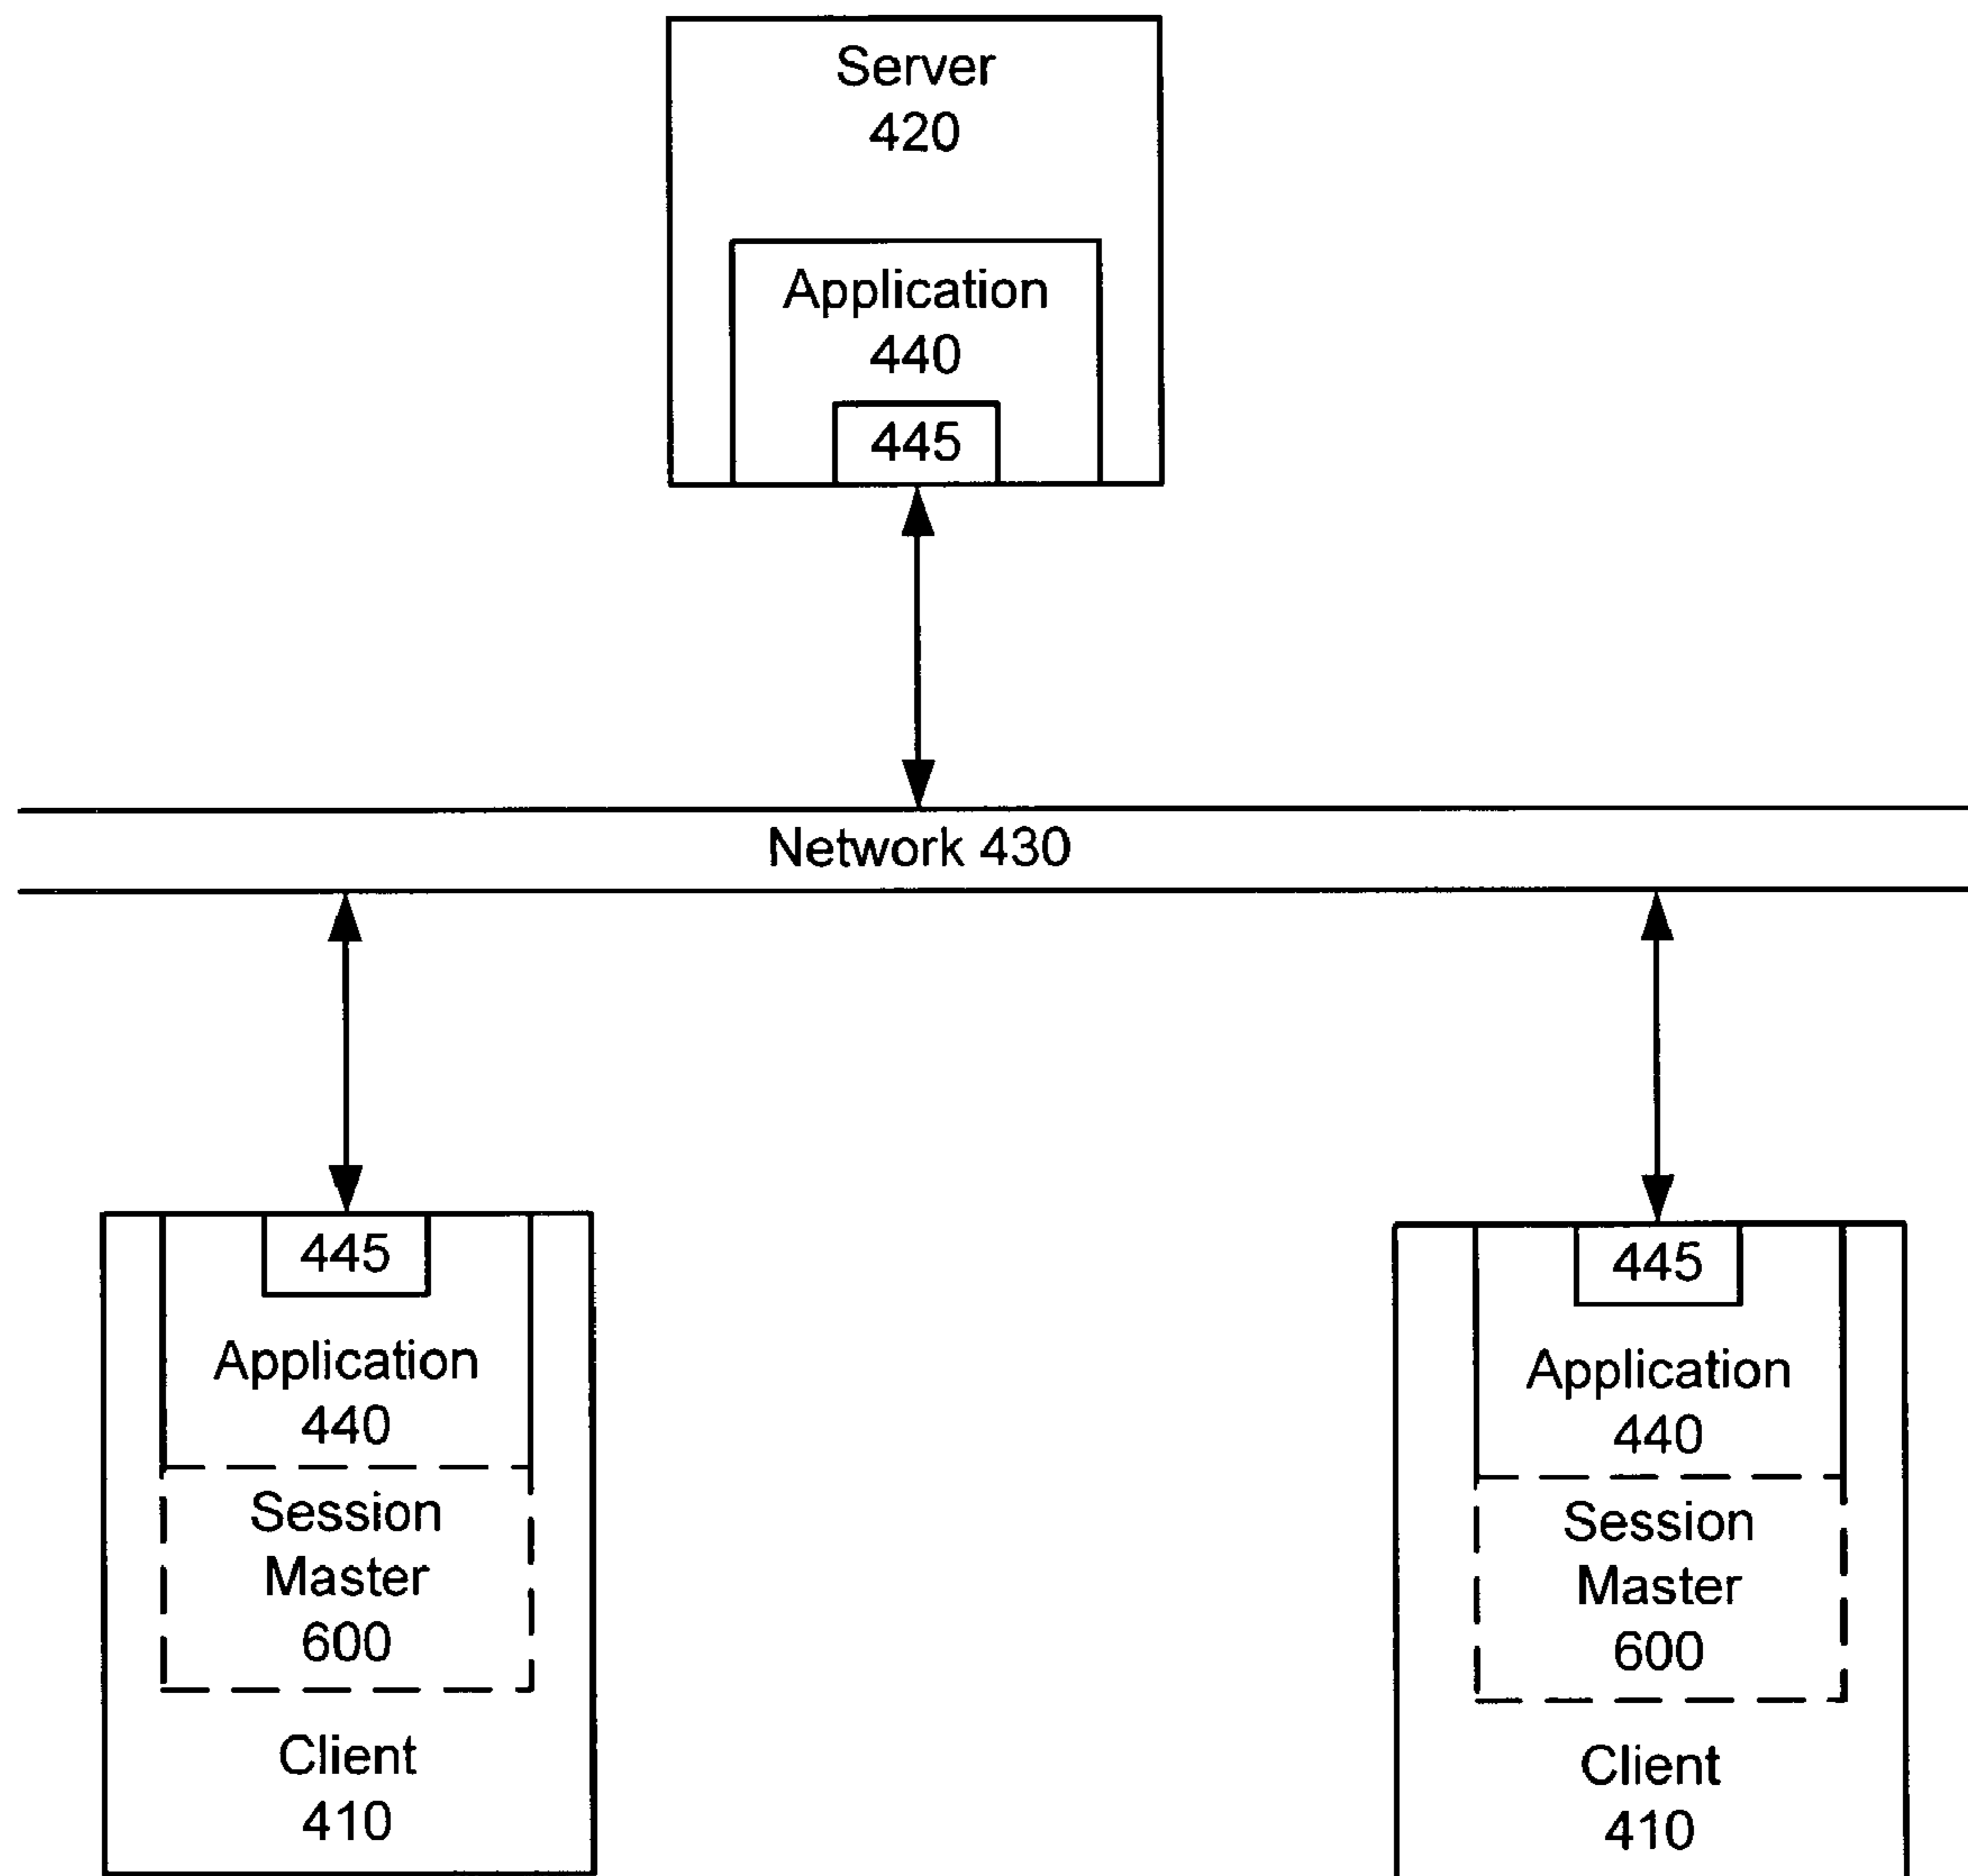 Server
420
Application
440
445
Network 430
445
Application
440
Session
Master
600
Client
410
445
Application
440
Session
Master
600
Client
410